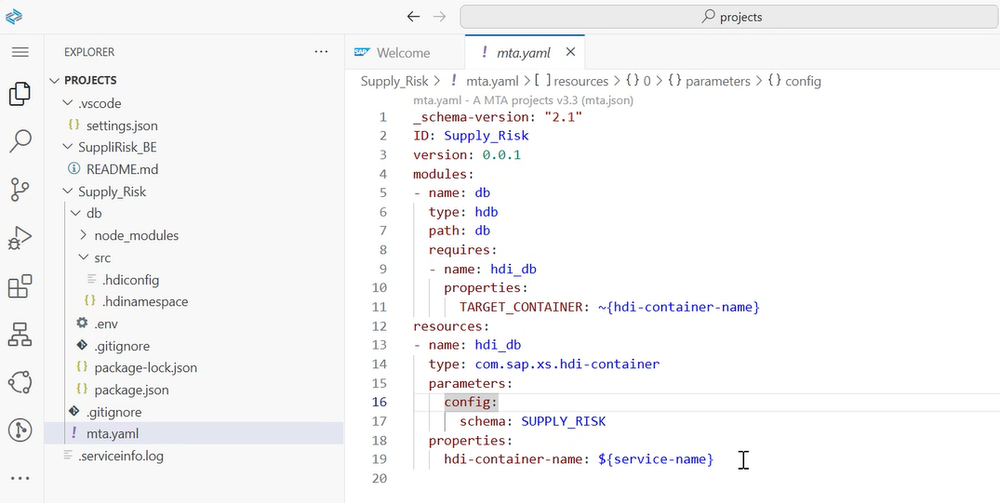 projects
EXPLORER
PROJECTS
.vscode
{} settings.json
SuppliRisk_BE
README.md
Supply_Risk
db
node_modules
src
.hdiconfig
{} .hdinamespace
.env
.gitignore
{} package-lock.json
{} package.json
.gitignore
! mta.yaml
.serviceinfo.log
SAP Welcome
! mta.yaml
Supply_Risk > ! mta.yaml > [ ] resources > {} 0 > {} parameters > {} config
mta.yaml - A MTA projects v3.3 (mta.json)
1 _schema-version: "2.1"
2 ID: Supply_Risk
3 version: 0.0.1
4 modules:
5 - name: db
6 type: hdb
7 path: db
8 requires:
9 - name: hdi_db
10 properties:
11 TARGET_CONTAINER: ~{hdi-container-name}
12 resources:
13 - name: hdi_db
14 type: com.sap.xs.hdi-container
15 parameters:
16 config:
17 schema: SUPPLY_RISK
18 properties:
19 hdi-container-name: ${service-name}
20